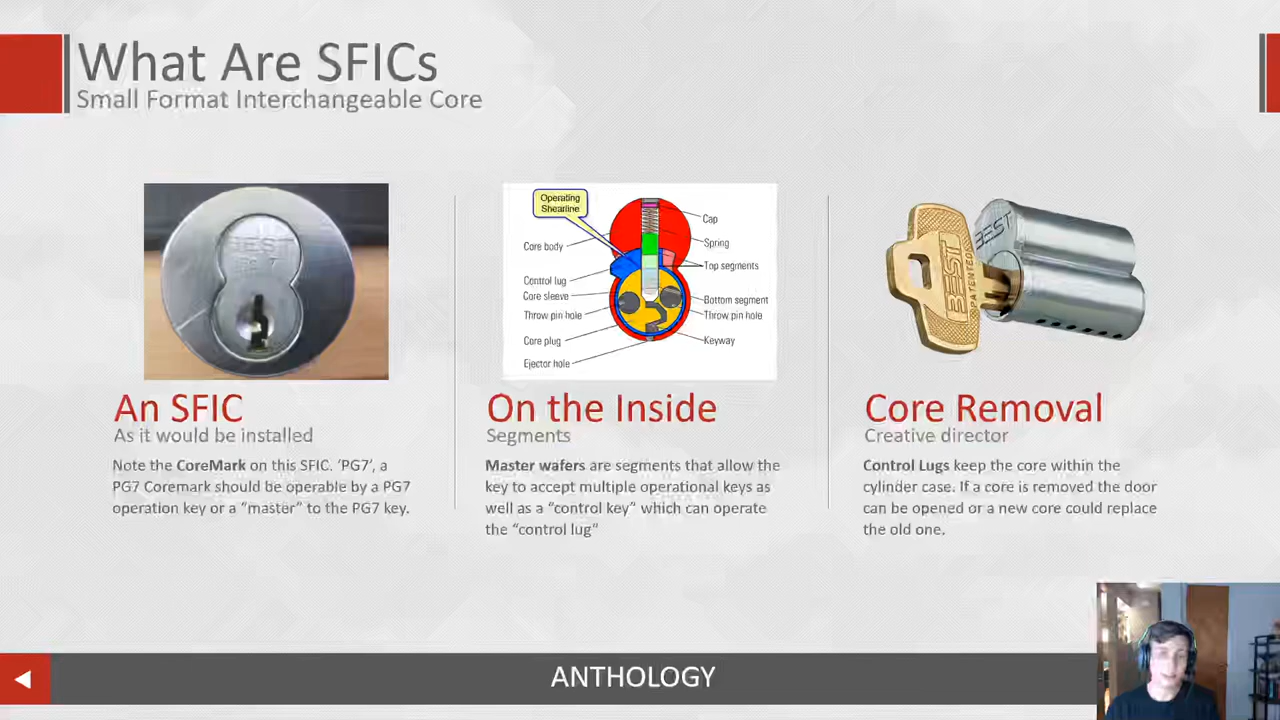 What Are SFICs
Small Format Interchangeable Core
BEST
Operating
Shearline
Core body
Control lug
Core sleeve
Throw pin hole
Core plug
Ejector hole
Cap
Spring
Top segments
Bottom segment
Throw pin hole
Keyway
BEST
BEST
PATENTED
An SFIC
As it would be installed
Note the CoreMark on this SFIC. ‘PG7’, a
PG7 Coremark should be operable by a PG7
operation key or a “master” to the PG7 key.
On the Inside
Segments
Master wafers are segments that allow the
key to accept multiple operational keys as
well as a “control key” which can operate
the “control lug”
Core Removal
Creative director
Control Lugs keep the core within the
cylinder case. If a core is removed the door
can be opened or a new core could replace
the old one.
ANTHOLOGY